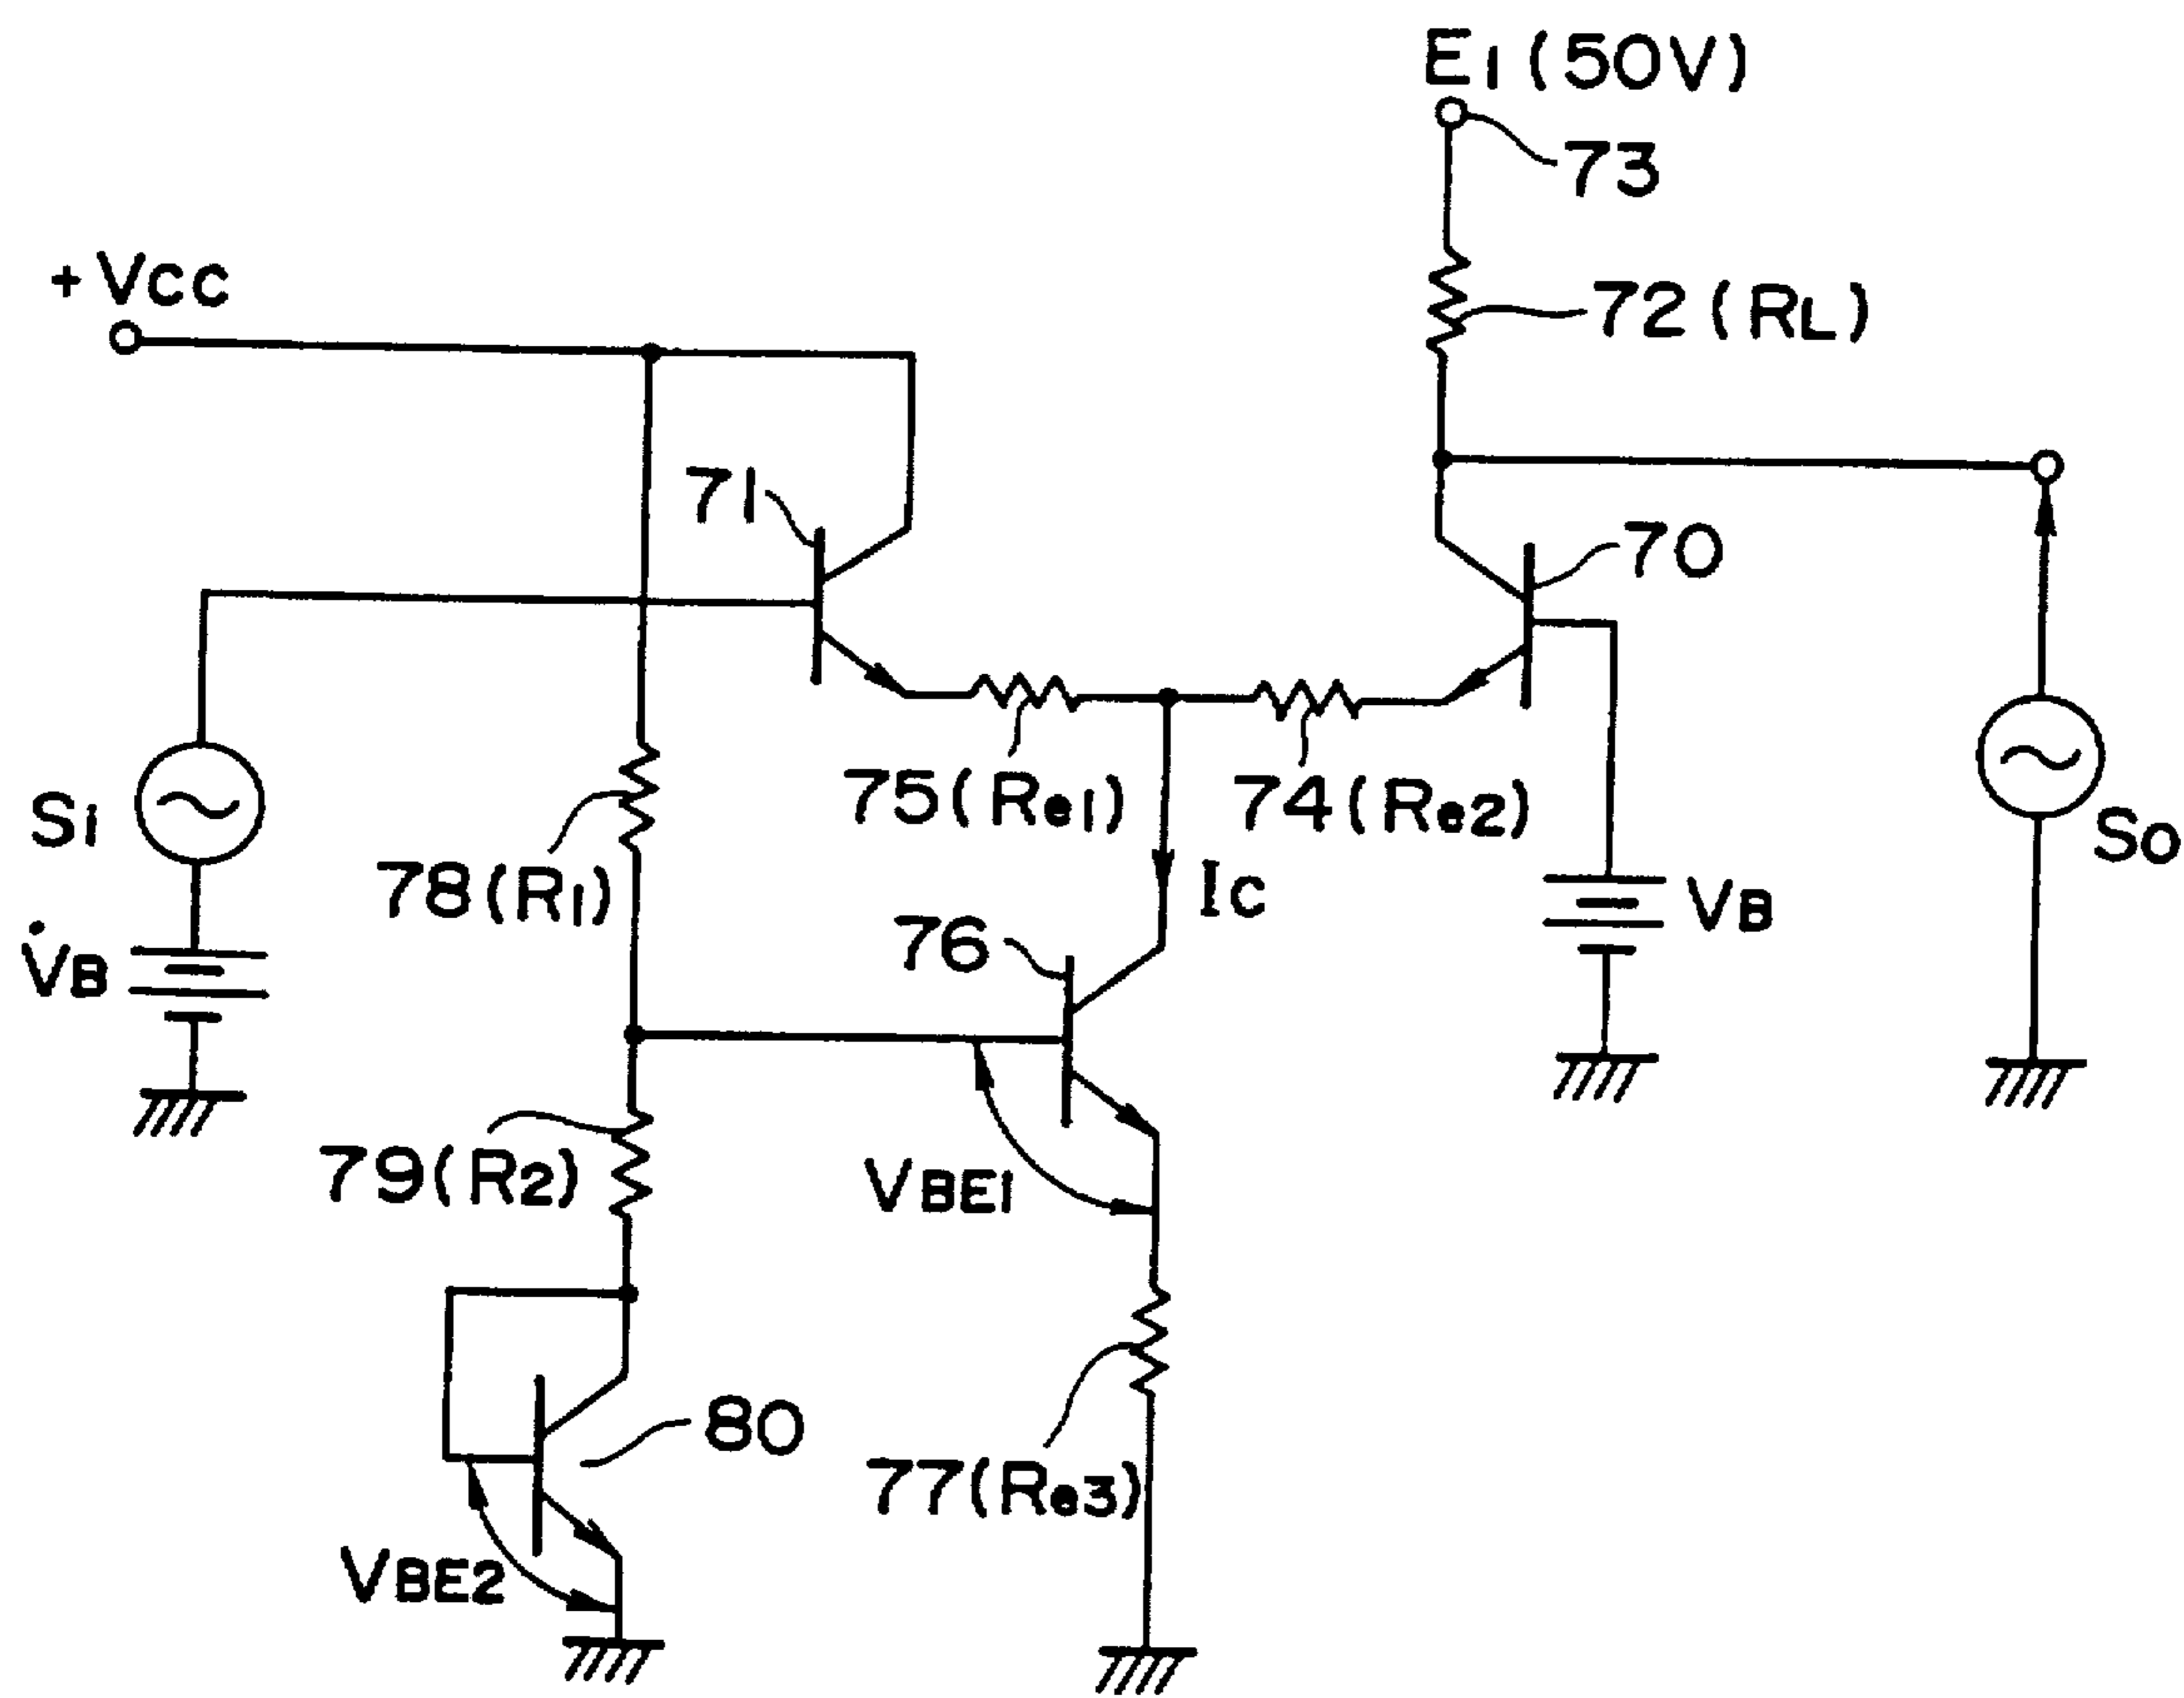 E1 (50V)
73
+Vcc
72 (RL)
71
70
75(Re1)
74(Re2)
Si
78(R1)
Ic
So
VB
76
VB
79(R2)
VBE1
80
77(Re3)
VBE2